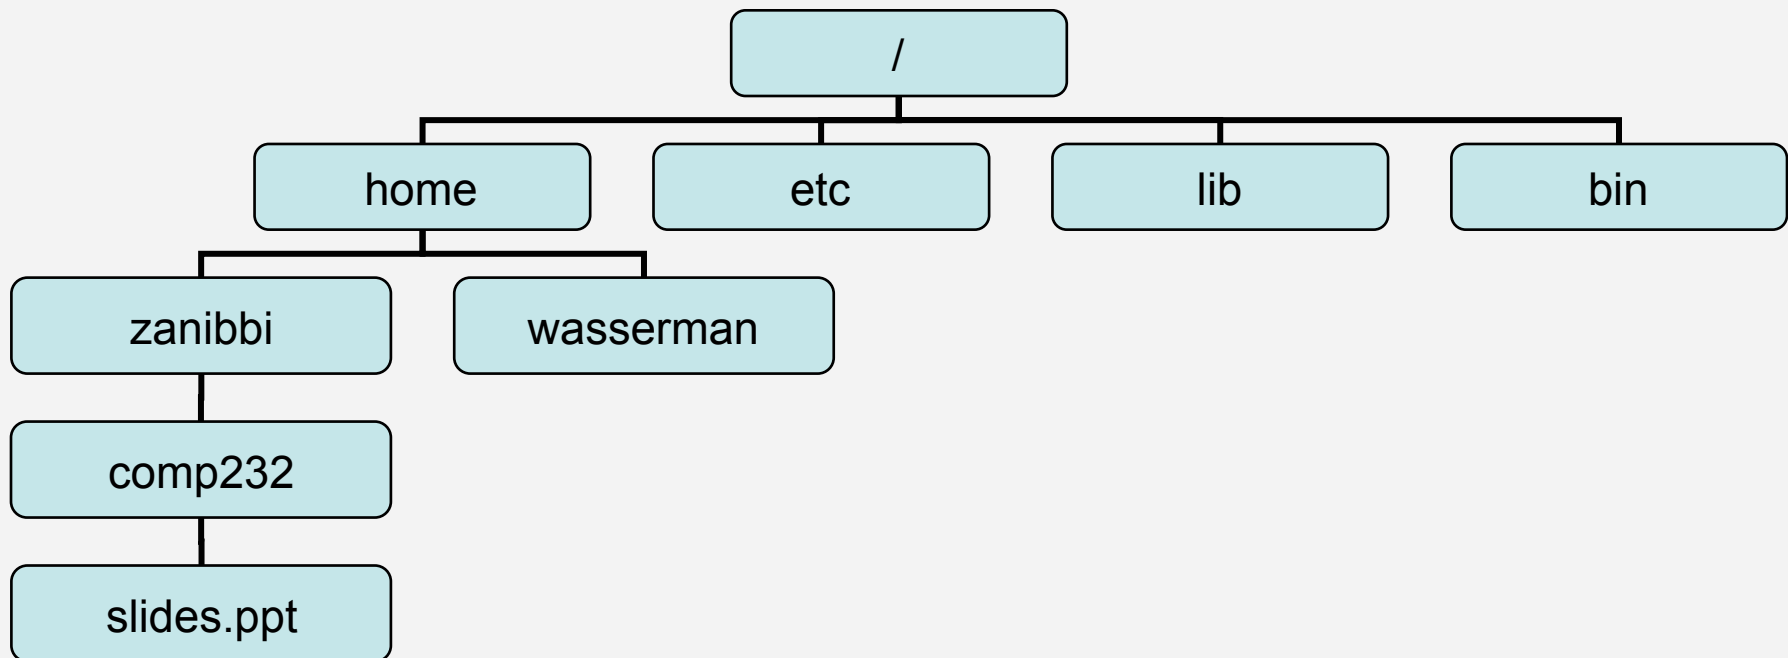 /
home
etc
lib
bin
zanibbi
wasserman
comp232
slides.ppt